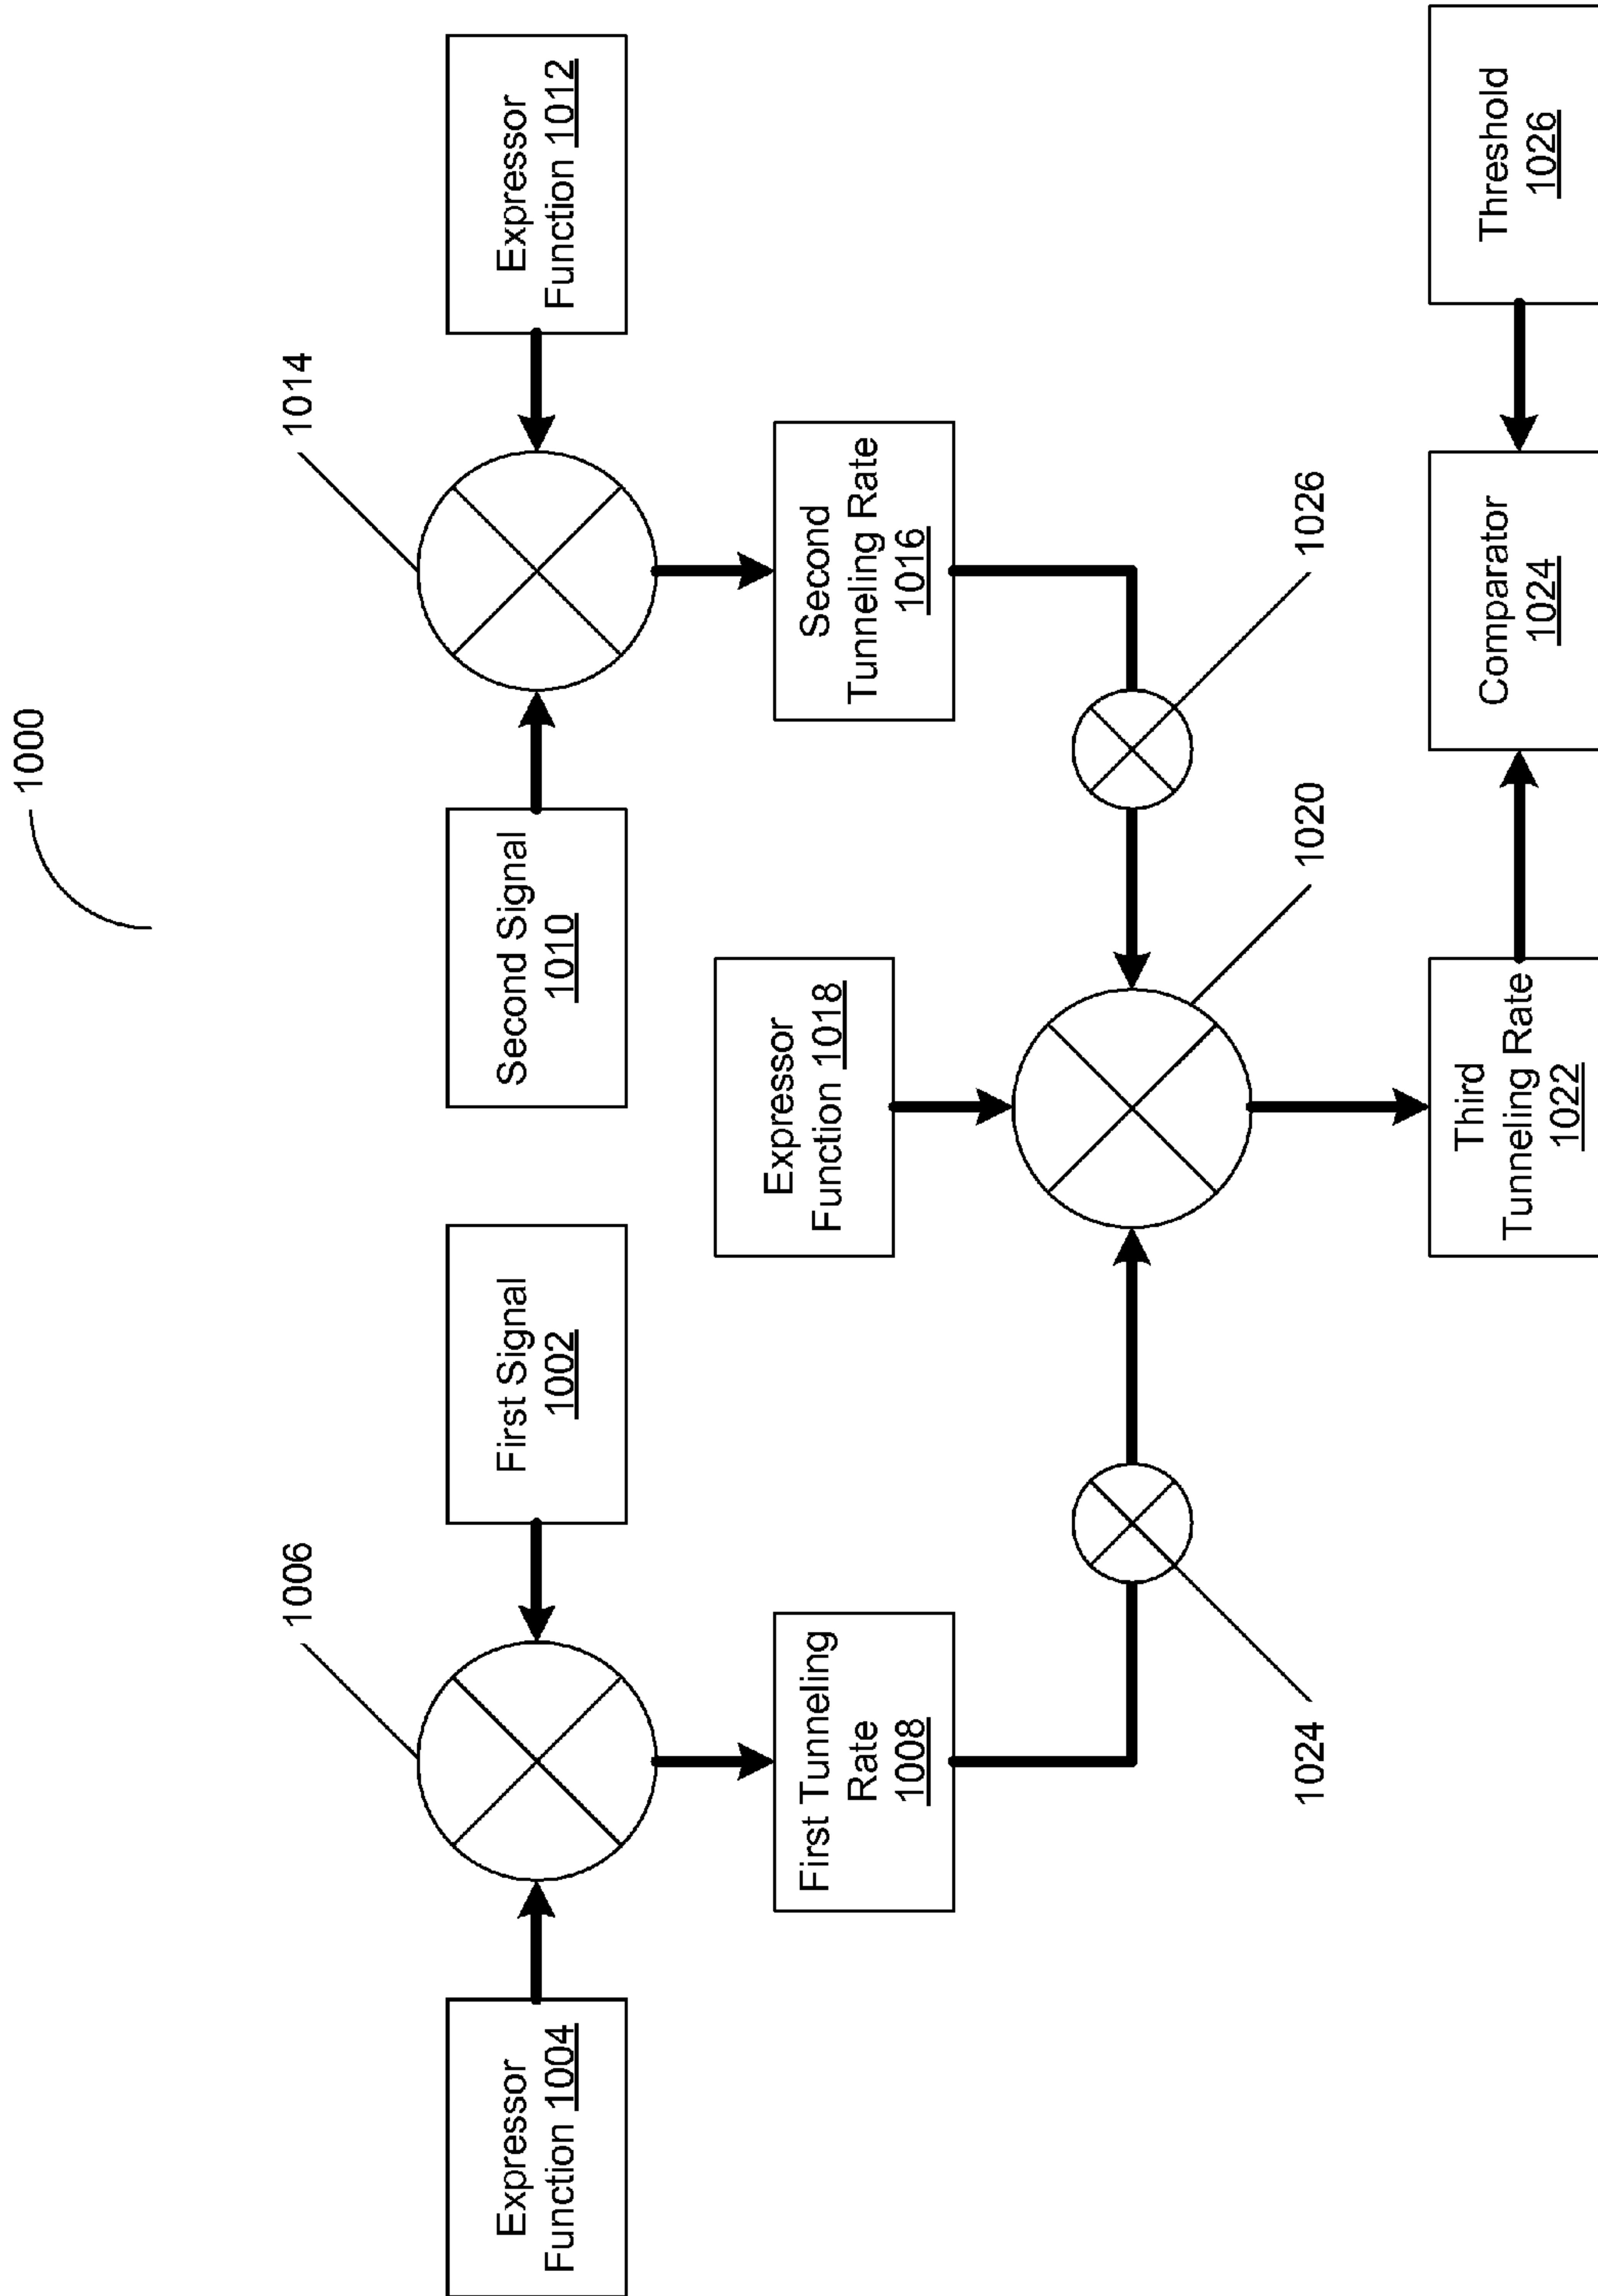 1000
1006
1014
Expressor
Function 1004
First Signal
1002
Second Signal
1010
Expressor
Function 1012
First Tunneling
Rate
1008
Expressor
Function 1018
Second
Tunneling Rate
1016
1024
1020
1026
Third
Tunneling Rate
1022
Comparator
1024
Threshold
1026